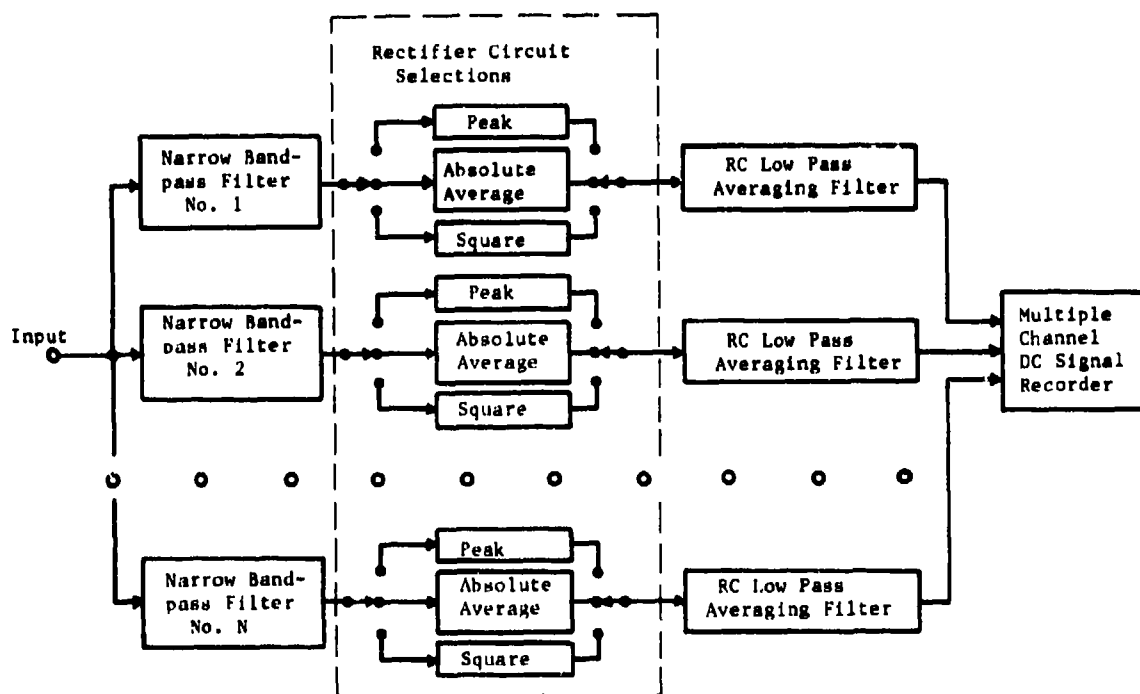 Rectifier Circuit
Selections
Narrow Band-
pass Filter
No. 1
Peak
Absolute
Average
Square
RC Low Pass
Averaging Filter
Input
Narrow Band-
pass Filter
No. 2
Peak
Absolute
Average
Square
RC Low Pass
Averaging Filter
Multiple
Channel
DC Signal
Recorder
Narrow Band-
pass Filter
No. N
Peak
Absolute
Average
Square
RC Low Pass
Averaging Filter